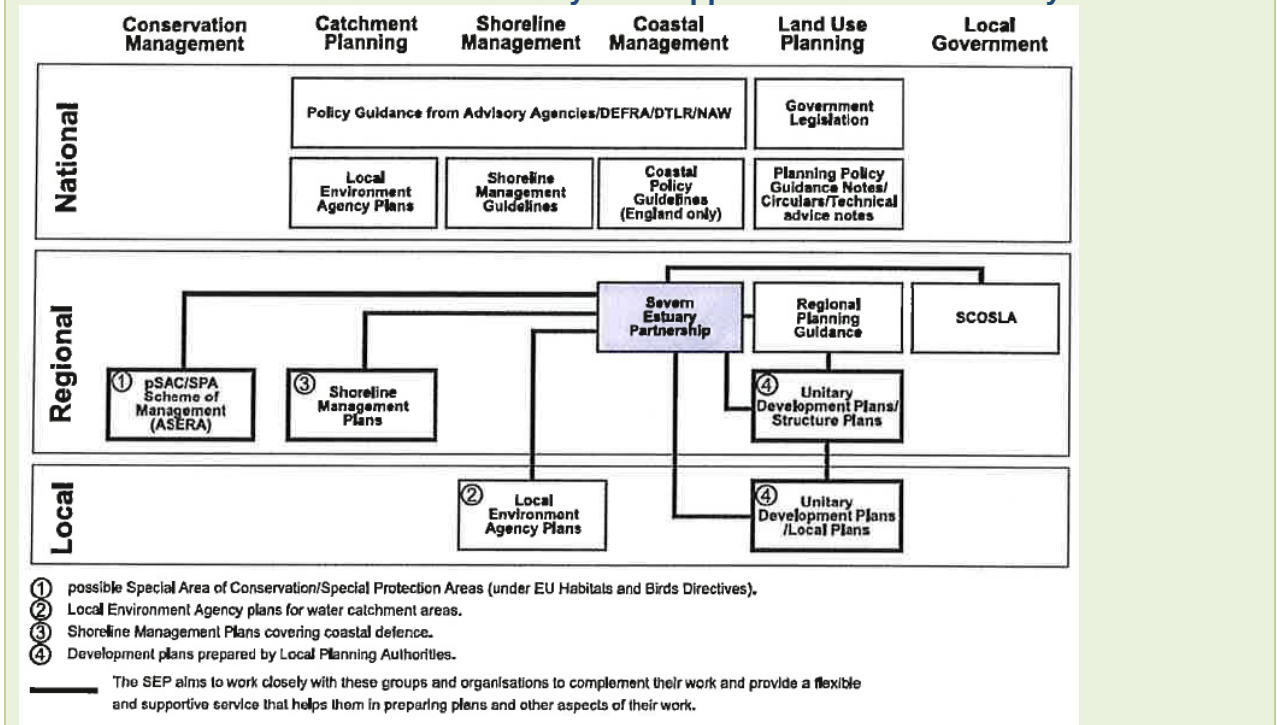 Conservation
Management
Catchment
Planning
Shoreline
Management
Coastal
Management
Land Use
Planning
Local
Government
National
Policy Guidance from Advisory Agencies/DEFRA/DTLR/NAW
Government
Legislation
Local
Environment
Agency Plans
Shoreline
Management
Guidelines
Coastal
Policy
Guidelines
(England only)
Planning Policy
Guidance Notes/
Circulars/Technical
advice notes
Regional
Severn
Estuary
Partnership
Regional
Planning
Guidance
SCOSLA
1 pSAC/SPA
Scheme of
Management
(ASERA)
3 Shoreline
Management
Plans
4 Unitary
Development Plans/
Structure Plans
Local
2 Local
Environment
Agency Plans
4 Unitary
Development Plans
/Local Plans
1 possible Special Area of Conservation/Special Protection Areas (under EU Habitats and Birds Directives).
2 Local Environment Agency plans for water catchment areas.
3 Shoreline Management Plans covering coastal defence.
4 Development plans prepared by Local Planning Authorities.
The SEP aims to work closely with these groups and organisations to complement their work and provide a flexible
and supportive service that helps them in preparing plans and other aspects of their work.